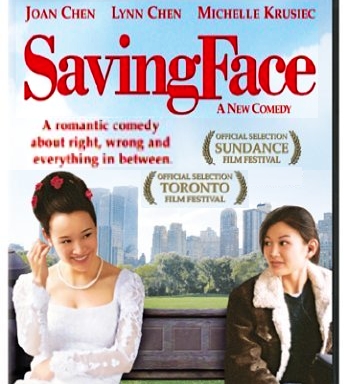 JOAN CHEN LYNN CHEN MICHELLE KRUSIEC
Saving Face
A NEW COMEDY
A romantic comedy
about right, wrong and
everything in between.
OFFICIAL SELECTION
SUNDANCE
FILM FESTIVAL
OFFICIAL SELECTION
TORONTO
FILM FESTIVAL